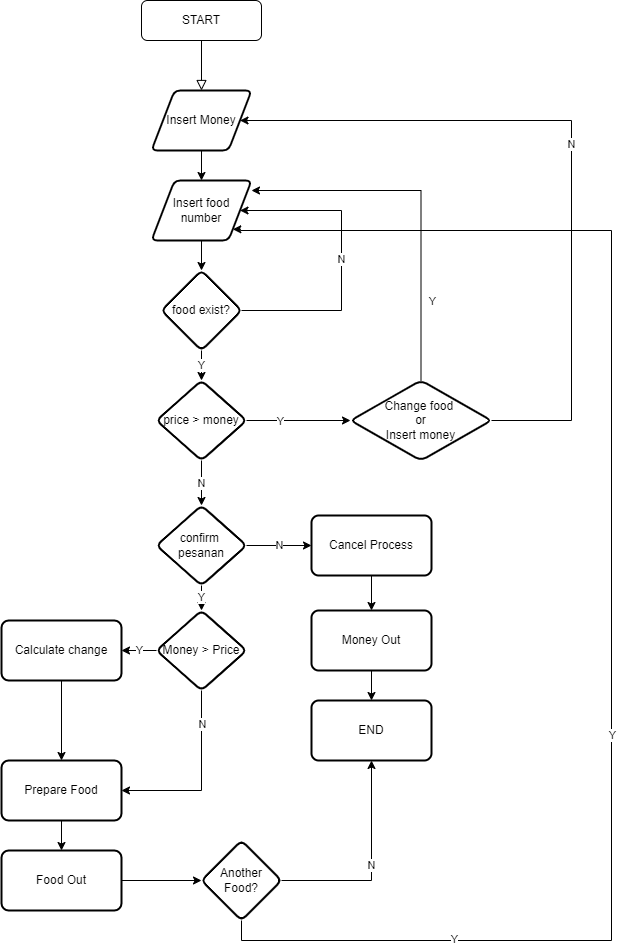 START
Insert Money
N
Insert food
number
N
food exist?
Y
Y
price > money
Y
Change food
or
Insert money
N
confirm
pesanan
N
Cancel Process
Y
Calculate change
Y
Money > Price
Money Out
N
END
Y
Prepare Food
Food Out
Another
Food?
N
Y